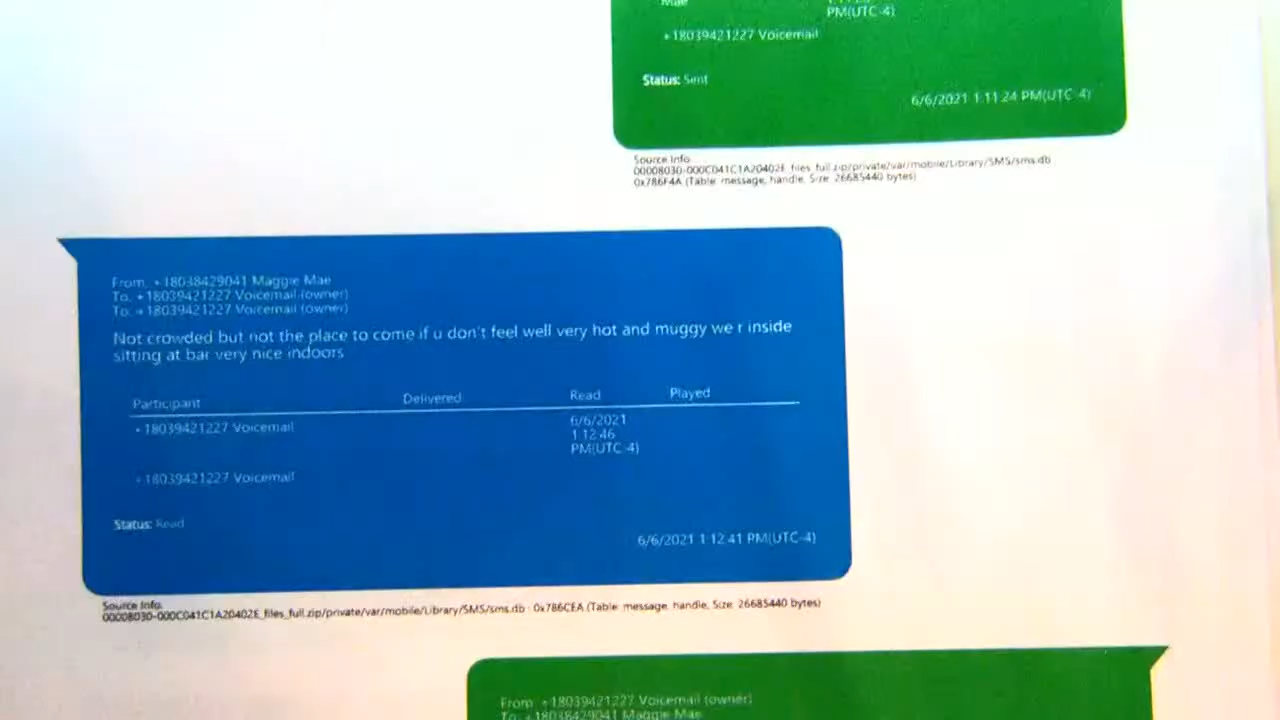 Mae
PM(UTC-4)
+18039421227 Voicemail
Status: Sent
6/6/2021 1:11:24 PM(UTC-4)
Source Info:
00008030-000C041C1A20402E_files_full.zip/private/var/mobile/Library/SMS/sms.db
0x786F4A (Table: message, handle, Size: 26685440 bytes)
From: +18038429041 Maggie Mae
To: +18039421227 Voicemail (owner)
To: +18039421227 Voicemail (owner)
Not crowded but not the place to come if u don't feel well very hot and muggy we r inside
sitting at bar very nice indoors
Participant Delivered Read Played
+18039421227 Voicemail 6/6/2021
1:12:46
PM(UTC-4)
+18039421227 Voicemail
Status: Read
6/6/2021 1:12:41 PM(UTC-4)
Source Info:
00008030-000C041C1A20402E_files_full.zip/private/var/mobile/Library/SMS/sms.db : 0x786CEA (Table: message, handle, Size: 26685440 bytes)
From: +18039421227 Voicemail (owner)
To: +18038429041 Maggie Mae